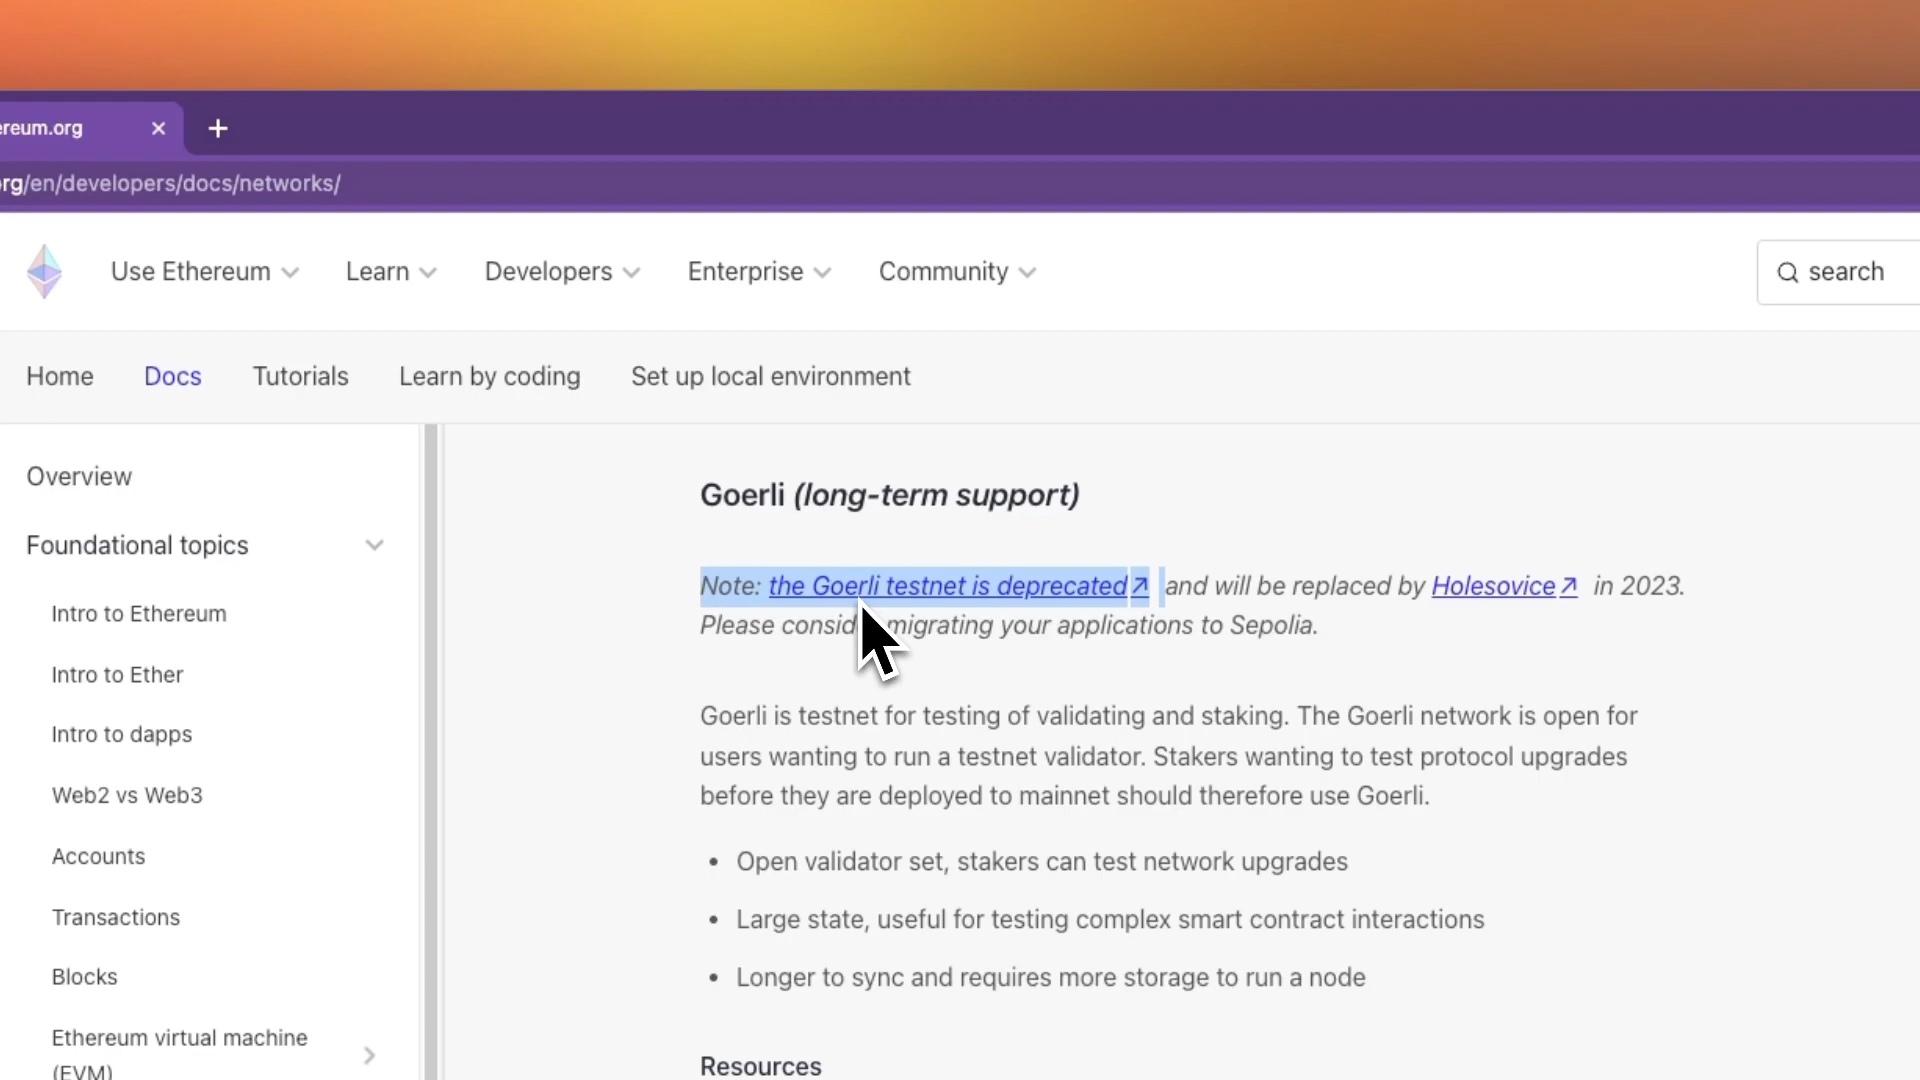 ereum.org
org/en/developers/docs/networks/
Use Ethereum Learn Developers Enterprise Community search
Home Docs Tutorials Learn by coding Set up local environment
Overview
Foundational topics
Intro to Ethereum
Intro to Ether
Intro to dapps
Web2 vs Web3
Accounts
Transactions
Blocks
Ethereum virtual machine
(EVM)
Goerli (long-term support)
Note: the Goerli testnet is deprecated and will be replaced by Holesovice in 2023.
Please consid migrating your applications to Sepolia.
Goerli is testnet for testing of validating and staking. The Goerli network is open for
users wanting to run a testnet validator. Stakers wanting to test protocol upgrades
before they are deployed to mainnet should therefore use Goerli.
• Open validator set, stakers can test network upgrades
• Large state, useful for testing complex smart contract interactions
• Longer to sync and requires more storage to run a node
Resources